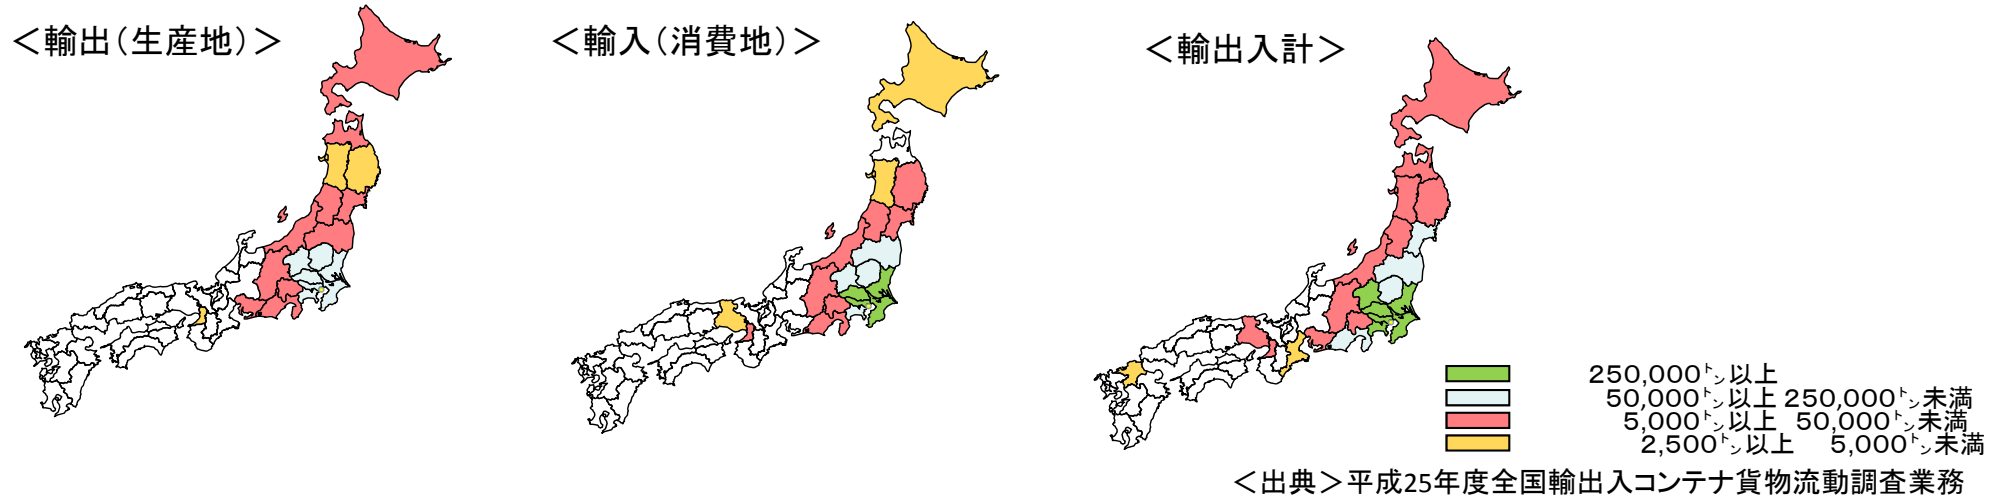 ＜輸出（生産地）＞
＜輸入（消費地）＞
＜輸出入計＞
250,000㌧以上
50,000㌧以上 250,000㌧未満
5,000㌧以上 50,000㌧未満
2,500㌧以上 5,000㌧未満
＜出典＞平成25年度全国輸出入コンテナ貨物流動調査業務